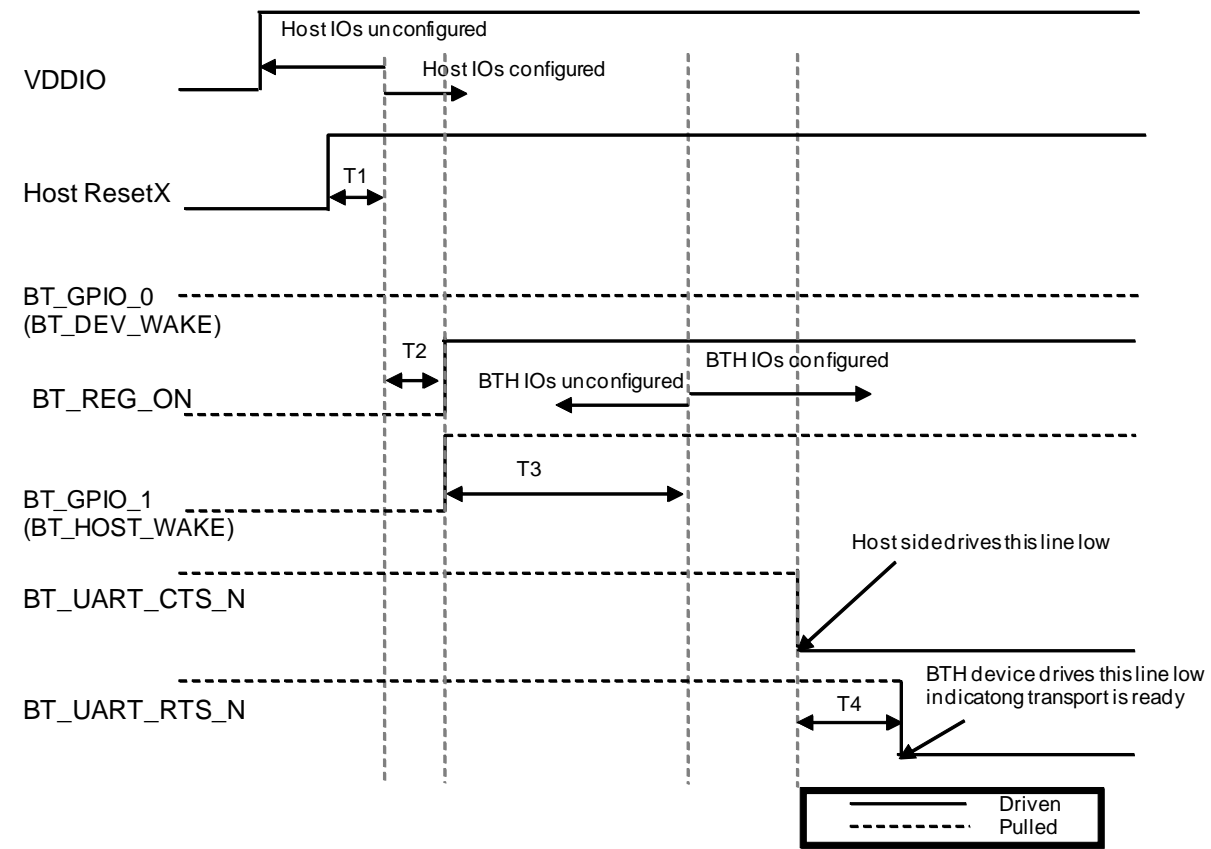 Host IOs unconfigured
Host IOs configured
VDDIO
T1
Host ResetX
BT_GPIO_0
(BT_DEV_WAKE)
T2
BTH IOs configured
BTH IOs unconfigured
BT_REG_ON
T3
BT_GPIO_1
(BT_HOST_WAKE)
Host side drives this line low
BT_UART_CTS_N
BTH device drives this line low
indicatong transport is ready
BT_UART_RTS_N
T4
Driven
Pulled